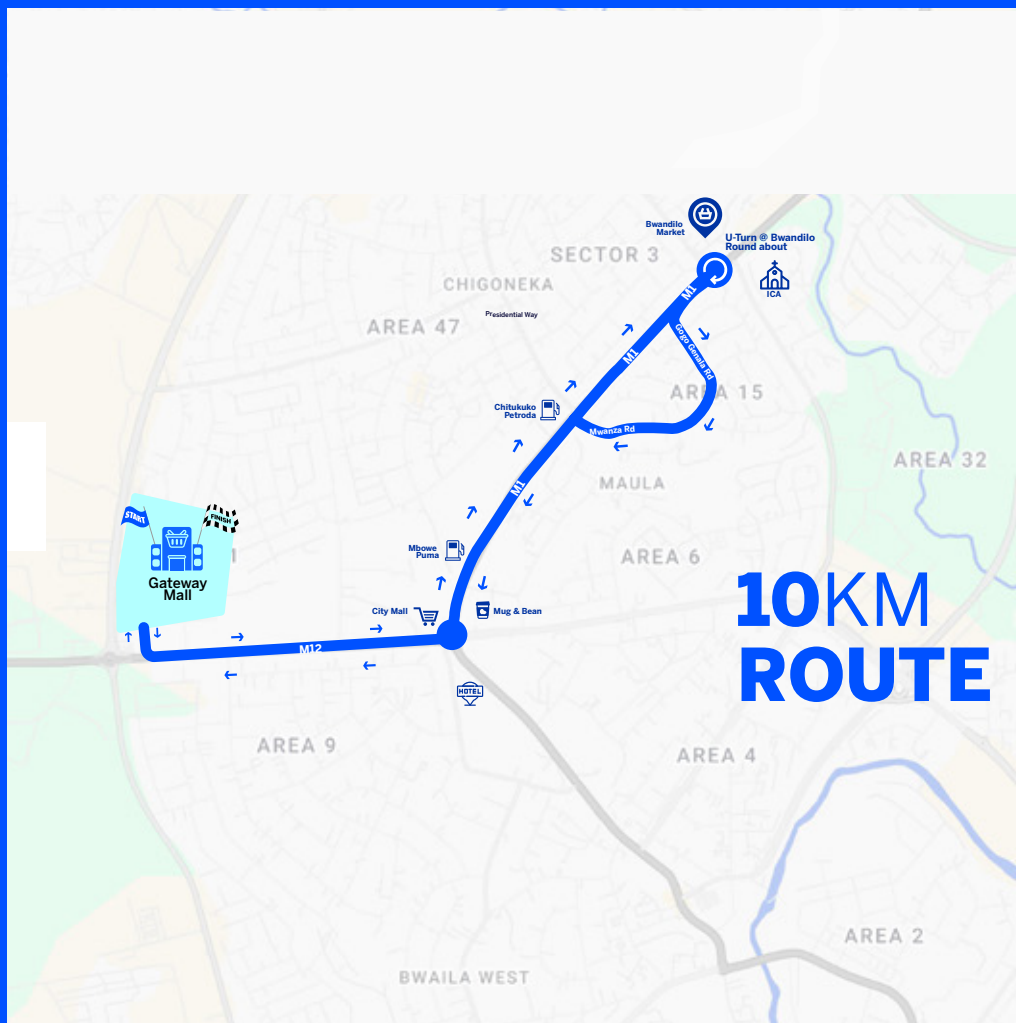 Bwandilo
Market
U-Turn @ Bwandilo
Round about
SECTOR 3
ICA
CHIGONEKA
M1
Presidential Way
AREA 47
Gogo Genala Rd
M1
AREA 15
Chitukuko
Petroda
Mwanza Rd
AREA 32
MAULA
M1
START
FINISH
Mbowe
Puma
AREA 6
Gateway
Mall
10KM
ROUTE
City Mall
Mug & Bean
M12
HOTEL
AREA 9
AREA 4
AREA 2
BWAILA WEST